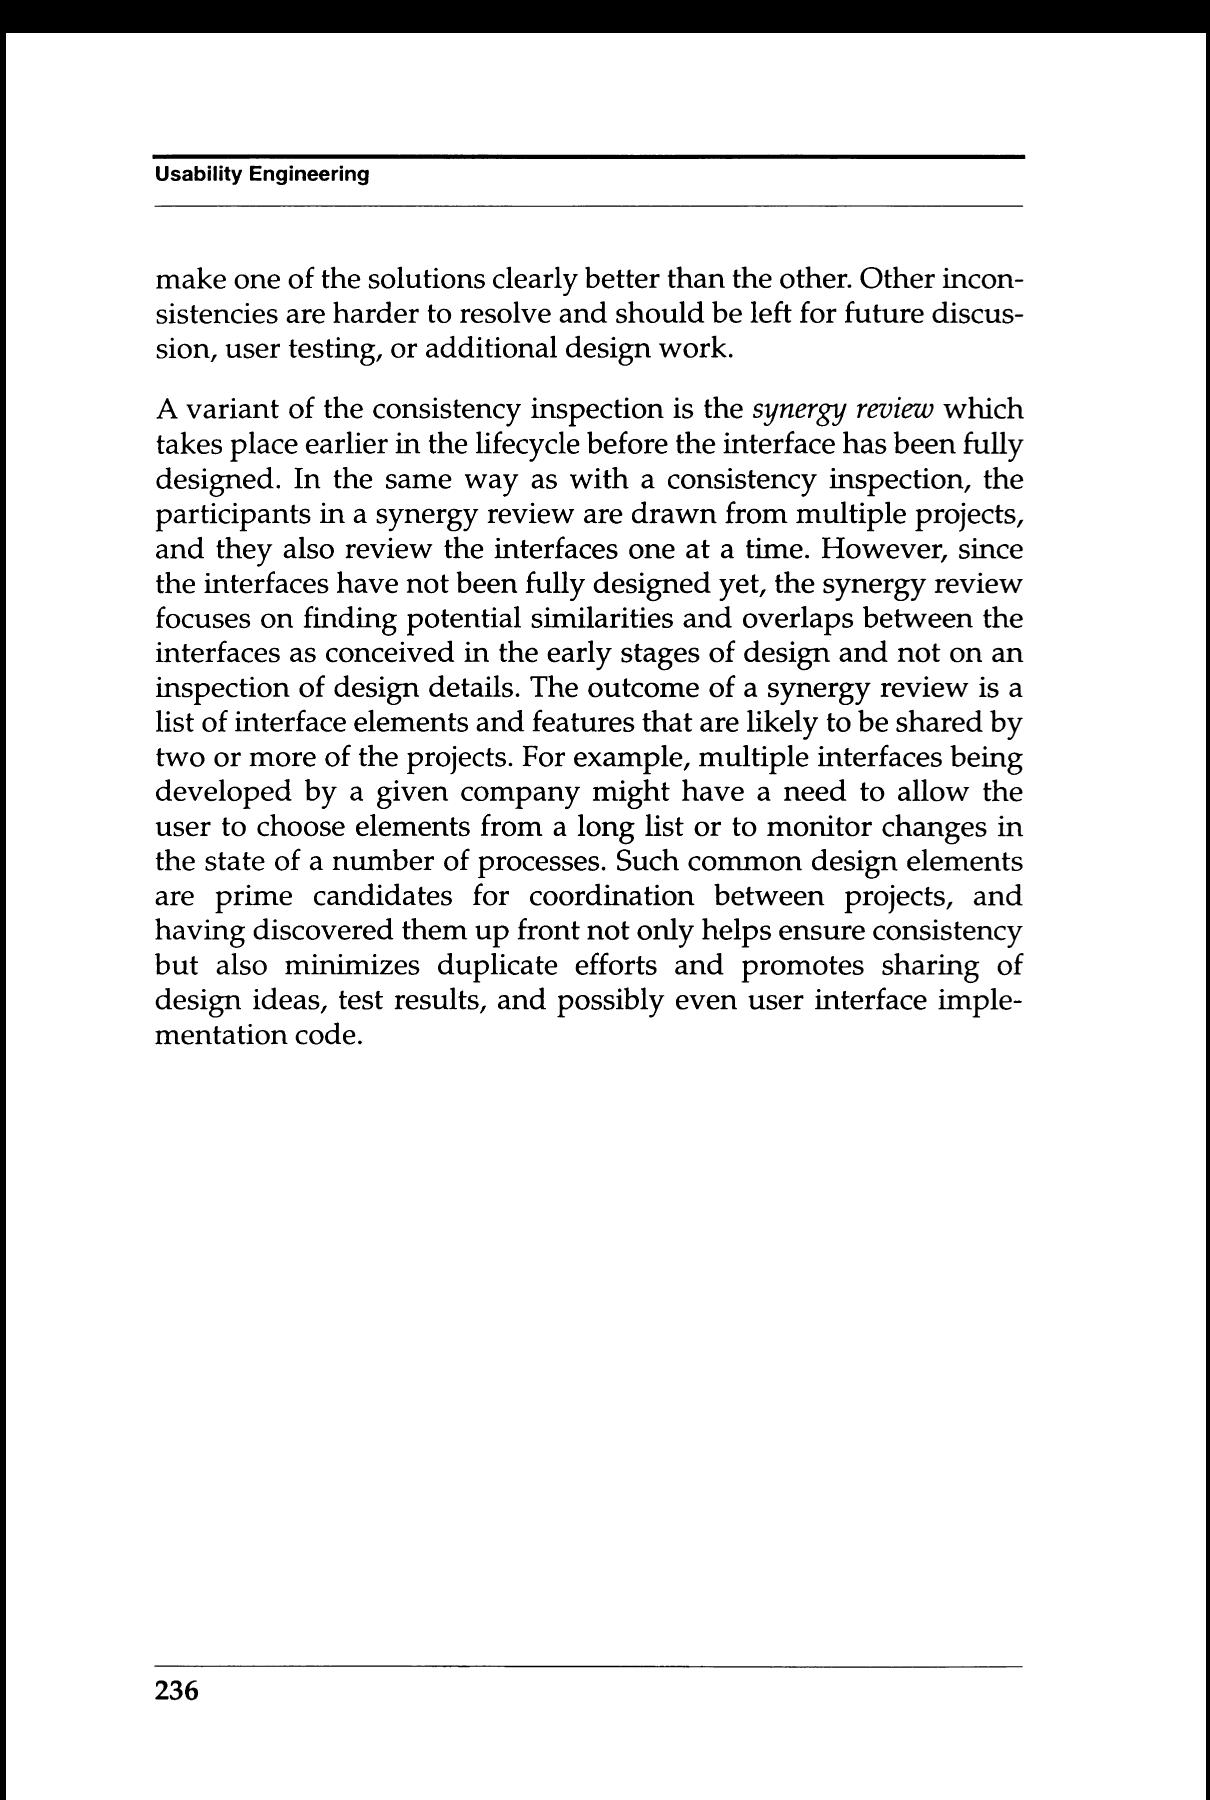 Usability Engineering
make one of the solutions clearly better than the other. Other incon-
sistencies are harder to resolve and should be left for future discus-
sion, user testing, or additional design work.
A variant of the consistency inspection is the synergy review which
takes place earlier in the lifecycle before the interface has been fully
designed. In the same way as with a consistency inspection, the
participants in a synergy review are drawn from multiple projects,
and they also review the interfaces one at a time. However, since
the interfaces have not been fully designed yet, the synergy review
focuses on finding potential similarities and overlaps between the
interfaces as conceived in the early stages of design and not on an
inspection of design details. The outcome of a synergy review is a
list of interface elements and features that are likely to be shared by
two or more of the projects. For example, multiple interfaces being
developed by a given company might have a need to allow the
user to choose elements from a long list or to monitor changes in
the state of a number of processes. Such common design elements
are prime candidates for coordination between projects, and
having discovered them up front not only helps ensure consistency
but also minimizes duplicate efforts and promotes sharing of
design ideas, test results, and possibly even user interface imple-
mentation code.
236